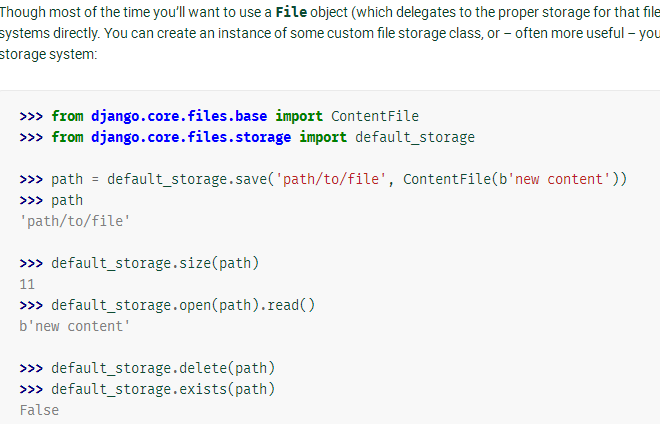 Though most of the time you'll want to use a File object (which delegates to the proper storage for that file
systems directly. You can create an instance of some custom file storage class, or – often more useful – you
storage system:
>>> from django.core.files.base import ContentFile
>>> from django.core.files.storage import default_storage
>>> path = default_storage.save('path/to/file', ContentFile(b'new content'))
>>> path
'path/to/file'
>>> default_storage.size(path)
11
>>> default_storage.open(path).read()
b'new content'
>>> default_storage.delete(path)
>>> default_storage.exists(path)
False